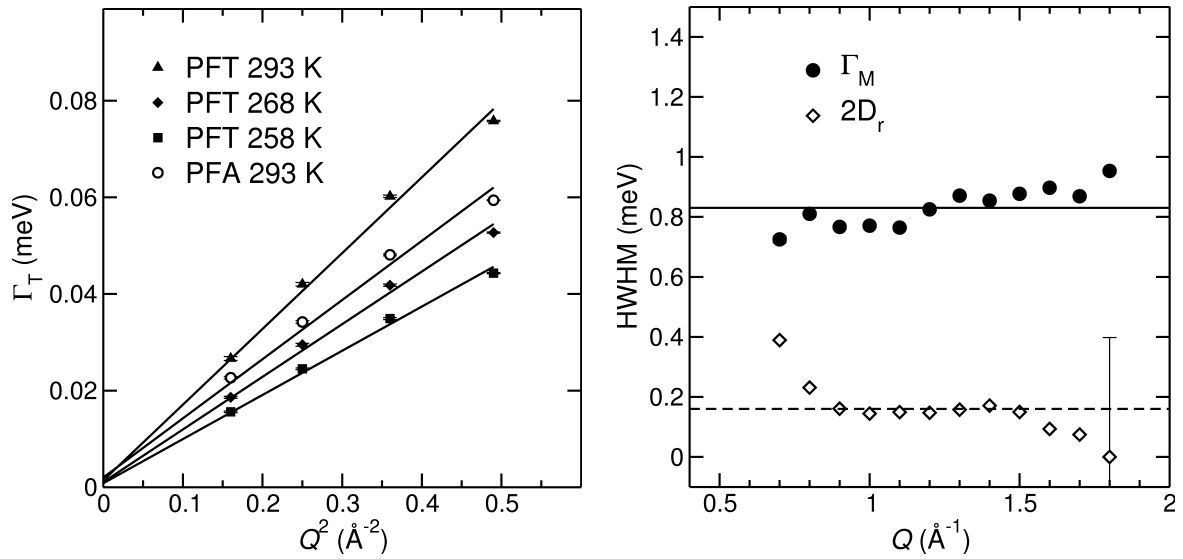 PFT 293 K
PFT 268 K
PFT 258 K
PFA 293 K
0.08
0.06
0.04
0.02
0
Γ_T (meV)
0 0.1 0.2 0.3 0.4 0.5
Q² (Å⁻²)
Γ_M
2D_r
1.4
1.2
1
0.8
0.6
0.4
0.2
0
HWHM (meV)
0.5 1 1.5 2
Q (Å⁻¹)